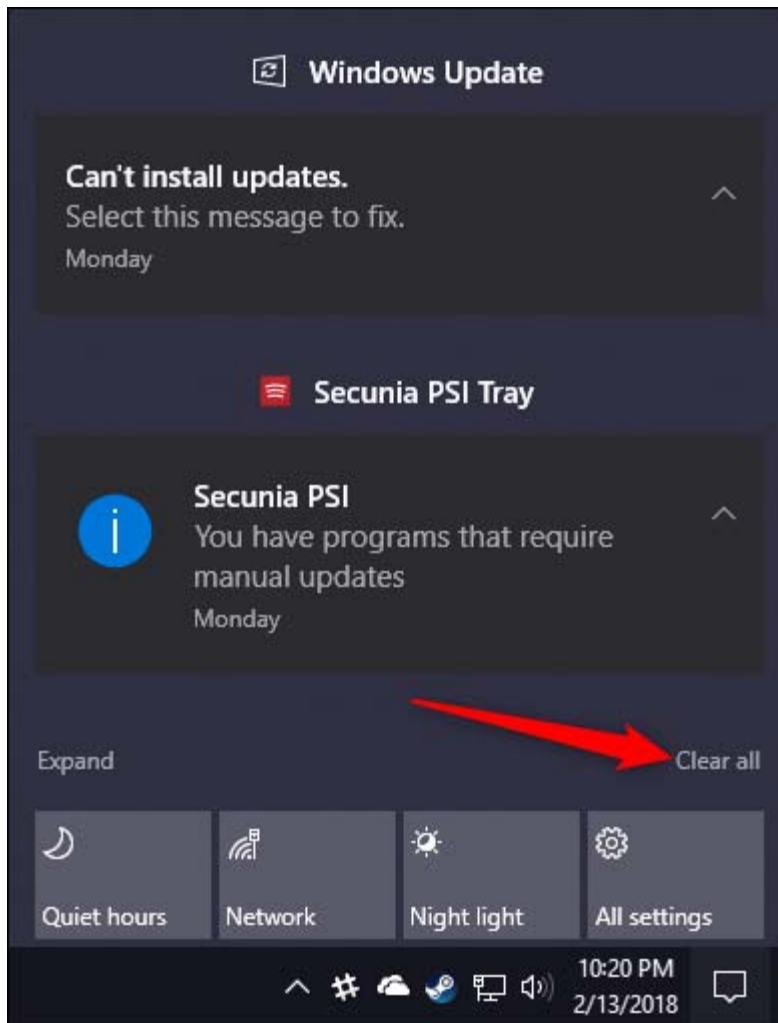 Windows Update
Can't install updates.
Select this message to fix.
Monday
Secunia PSI Tray
Secunia PSI
You have programs that require
manual updates
Monday
Expand
Clear all
Quiet hours
Network
Night light
All settings
10:20 PM
2/13/2018